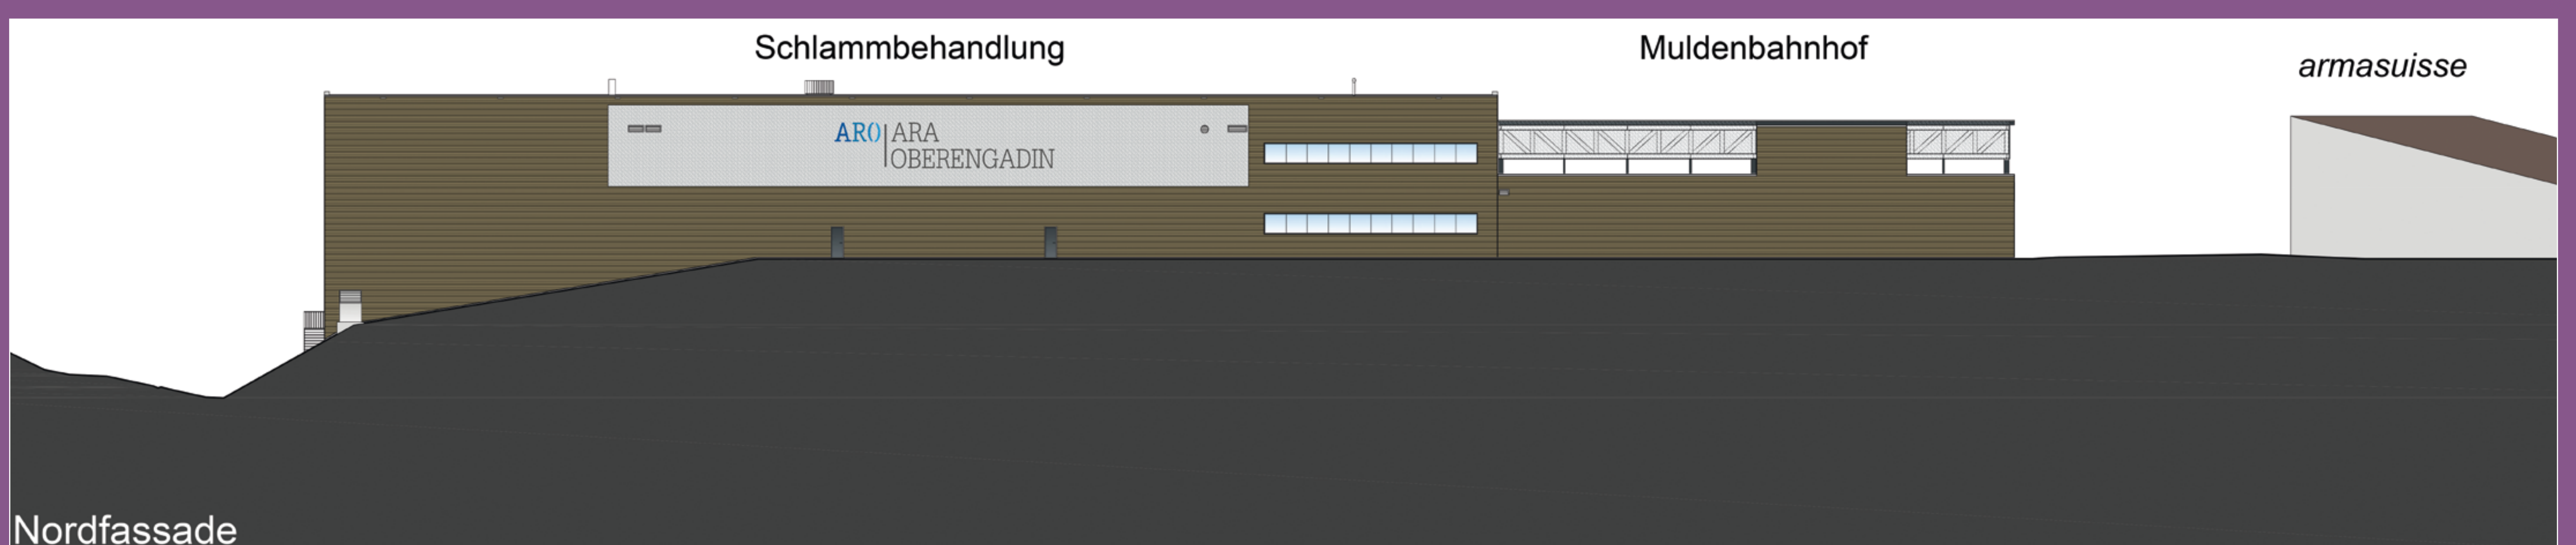 Schlammbehandlung
Muldenbahnhof
armasuisse
ARO ARA
OBERENGADIN
Nordfassade